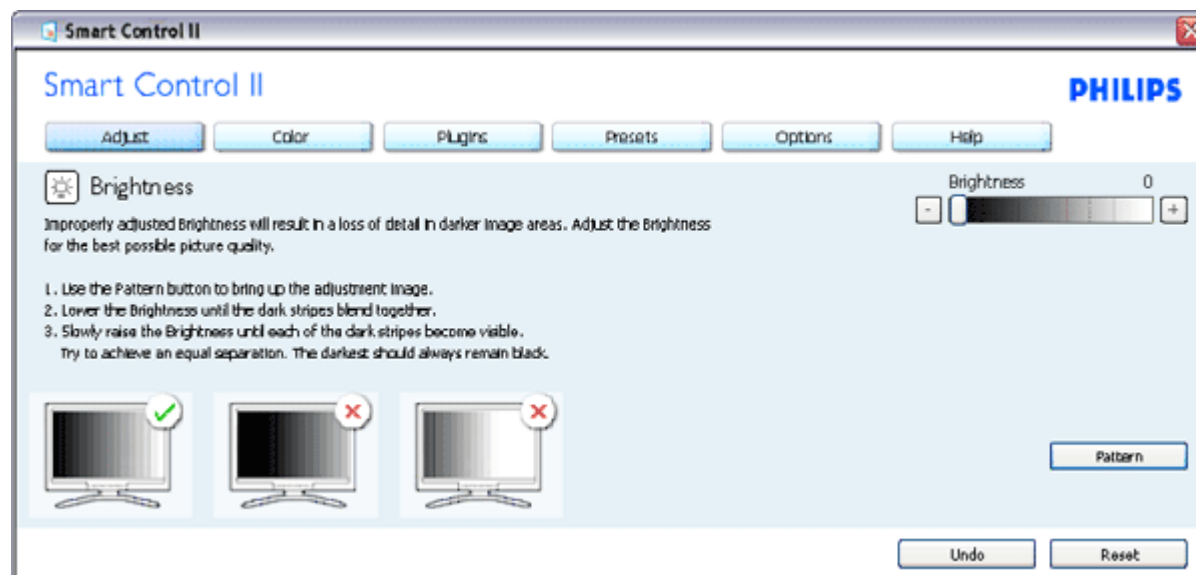 Smart Control II
Smart Control II
PHILIPS
Adjust
Color
Plugins
Presets
Options
Help
Brightness
Improperly adjusted Brightness will result in a loss of detail in darker image areas. Adjust the Brightness
for the best possible picture quality.
1. Use the Pattern button to bring up the adjustment image.
2. Lower the Brightness until the dark stripes blend together.
3. Slowly raise the Brightness until each of the dark stripes become visible.
Try to achieve an equal separation. The darkest should always remain black.
Brightness 0
- +
Pattern
Undo
Reset